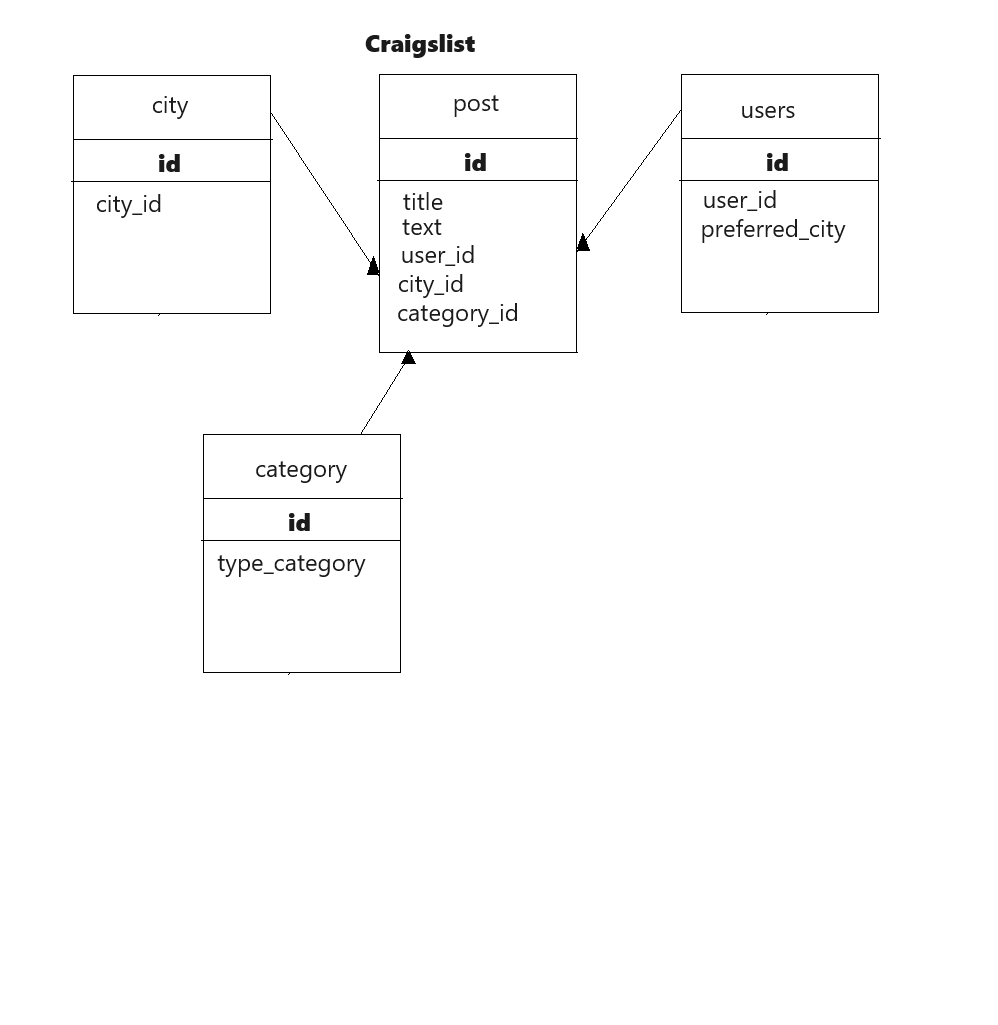 Craigslist
city
id
city_id
post
id
title
text
user_id
city_id
category_id
users
id
user_id
preferred_city
category
id
type_category